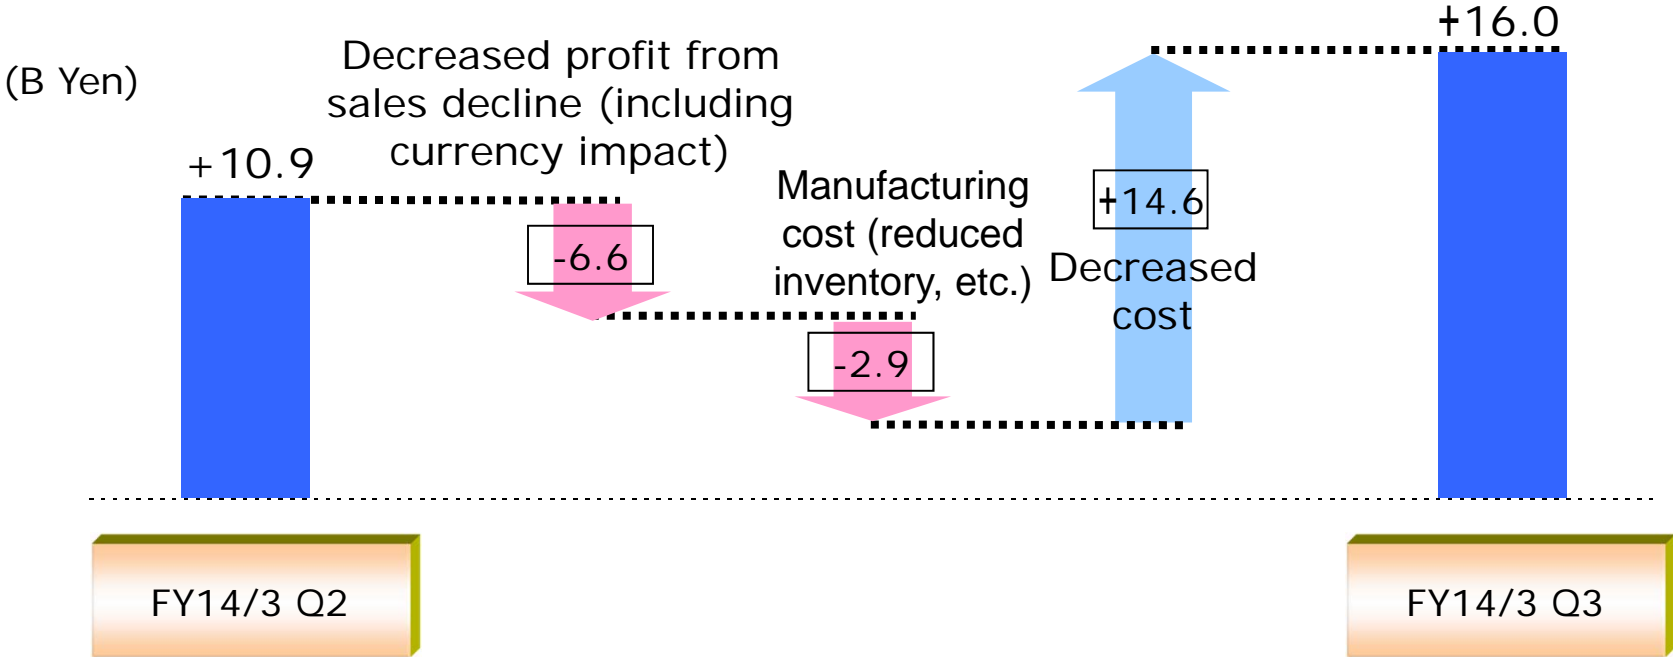 (B Yen)
+10.9
Decreased profit from
sales decline (including
currency impact)
-6.6
Manufacturing
cost (reduced
inventory, etc.)
-2.9
+14.6
Decreased
cost
+16.0
FY14/3 Q2
FY14/3 Q3